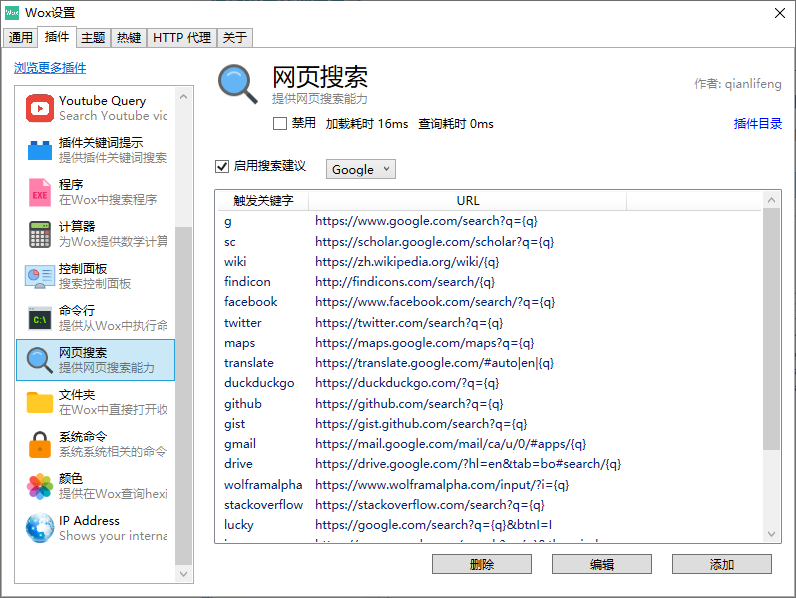 Wox
Wox设置
通用 插件 主题 热键 HTTP 代理 关于
浏览更多插件
Youtube Query
Search Youtube vic
插件关键词提示
提供插件关键词搜索
EXE
程序
在Wox中搜索程序
计算器
为Wox提供数学计算
控制面板
搜索控制面板
C:\
命令行
提供从Wox中执行命
网页搜索
提供网页搜索能力
文件夹
在Wox中直接打开收
系统命令
系统系统相关的命令
颜色
提供在Wox查询hexi
IP Address
Shows your interna
网页搜索
提供网页搜索能力
作者: qianlifeng
禁用 加载耗时 16ms 查询耗时 0ms
插件目录
启用搜索建议 Google
触发关键字 URL
g https://www.google.com/search?q={q}
sc https://scholar.google.com/scholar?q={q}
wiki https://zh.wikipedia.org/wiki/{q}
findicon http://findicons.com/search/{q}
facebook https://www.facebook.com/search/?q={q}
twitter https://twitter.com/search?q={q}
maps https://maps.google.com/maps?q={q}
translate https://translate.google.com/#auto|en|{q}
duckduckgo https://duckduckgo.com/?q={q}
github https://github.com/search?q={q}
gist https://gist.github.com/search?q={q}
gmail https://mail.google.com/mail/ca/u/0/#apps/{q}
drive https://drive.google.com/?hl=en&tab=bo#search/{q}
wolframalpha https://www.wolframalpha.com/input/?i={q}
stackoverflow https://stackoverflow.com/search?q={q}
lucky https://google.com/search?q={q}&btnI=I
删除 编辑 添加